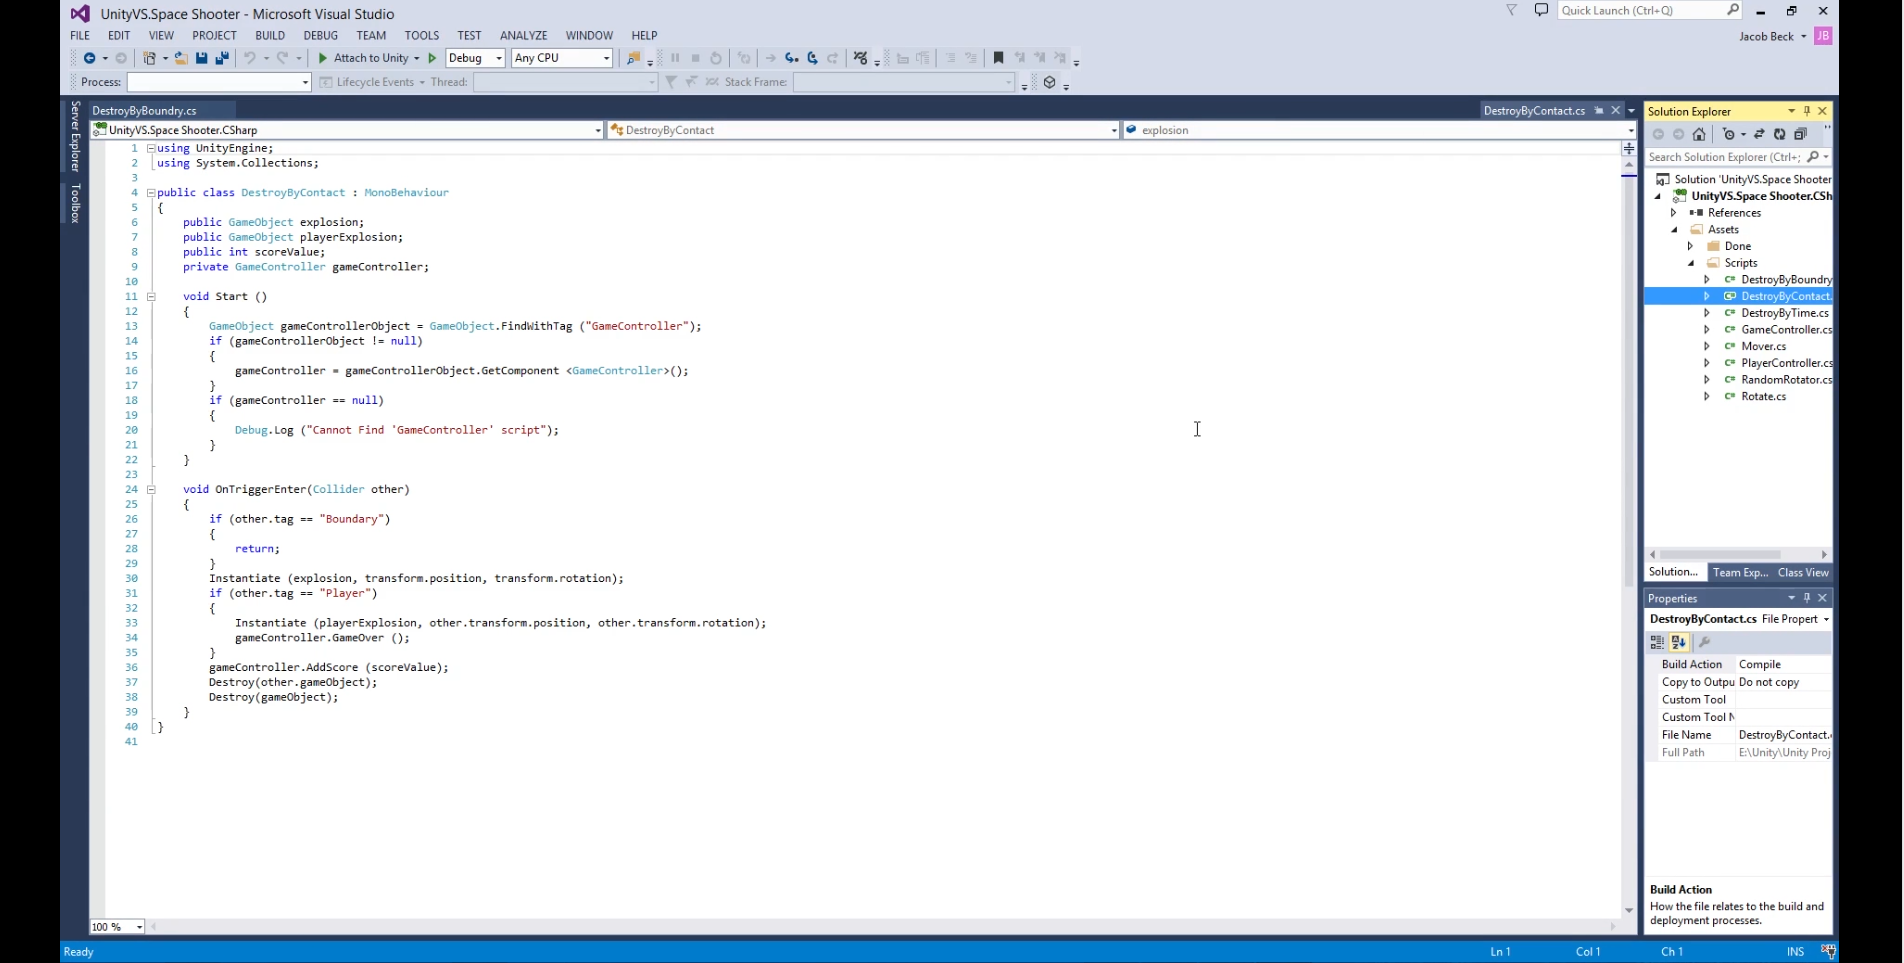 UnityVS.Space Shooter - Microsoft Visual Studio
Quick Launch (Ctrl+Q)
FILE EDIT VIEW PROJECT BUILD DEBUG TEAM TOOLS TEST ANALYZE WINDOW HELP
Jacob Beck JB
Attach to Unity Debug Any CPU
Process: Lifecycle Events Thread: Stack Frame:
Server Explorer
Toolbox
DestroyByBoundry.cs
DestroyByContact.cs
UnityVS.Space Shooter.CSharp DestroyByContact explosion
1 using UnityEngine;
2 using System.Collections;
3
4 public class DestroyByContact : MonoBehaviour
5 {
6 public GameObject explosion;
7 public GameObject playerExplosion;
8 public int scoreValue;
9 private GameController gameController;
10
11 void Start ()
12 {
13 GameObject gameControllerObject = GameObject.FindWithTag ("GameController");
14 if (gameControllerObject != null)
15 {
16 gameController = gameControllerObject.GetComponent <GameController>();
17 }
18 if (gameController == null)
19 {
20 Debug.Log ("Cannot Find 'GameController' script");
21 }
22 }
23
24 void OnTriggerEnter(Collider other)
25 {
26 if (other.tag == "Boundary")
27 {
28 return;
29 }
30 Instantiate (explosion, transform.position, transform.rotation);
31 if (other.tag == "Player")
32 {
33 Instantiate (playerExplosion, other.transform.position, other.transform.rotation);
34 gameController.GameOver ();
35 }
36 gameController.AddScore (scoreValue);
37 Destroy(other.gameObject);
38 Destroy(gameObject);
39 }
40 }
41
100 %
Solution Explorer
Search Solution Explorer (Ctrl+;
Solution 'UnityVS.Space Shooter
UnityVS.Space Shooter.CSh
References
Assets
Done
Scripts
DestroyByBoundry
DestroyByContact.
DestroyByTime.cs
GameController.cs
Mover.cs
PlayerController.cs
RandomRotator.cs
Rotate.cs
Solution... Team Exp... Class View
Properties
DestroyByContact.cs File Propert
Build Action Compile
Copy to Outpu Do not copy
Custom Tool
Custom Tool N
File Name DestroyByContact.
Full Path E:\Unity\Unity Proj
Build Action
How the file relates to the build and
deployment processes.
Ready Ln 1 Col 1 Ch 1 INS